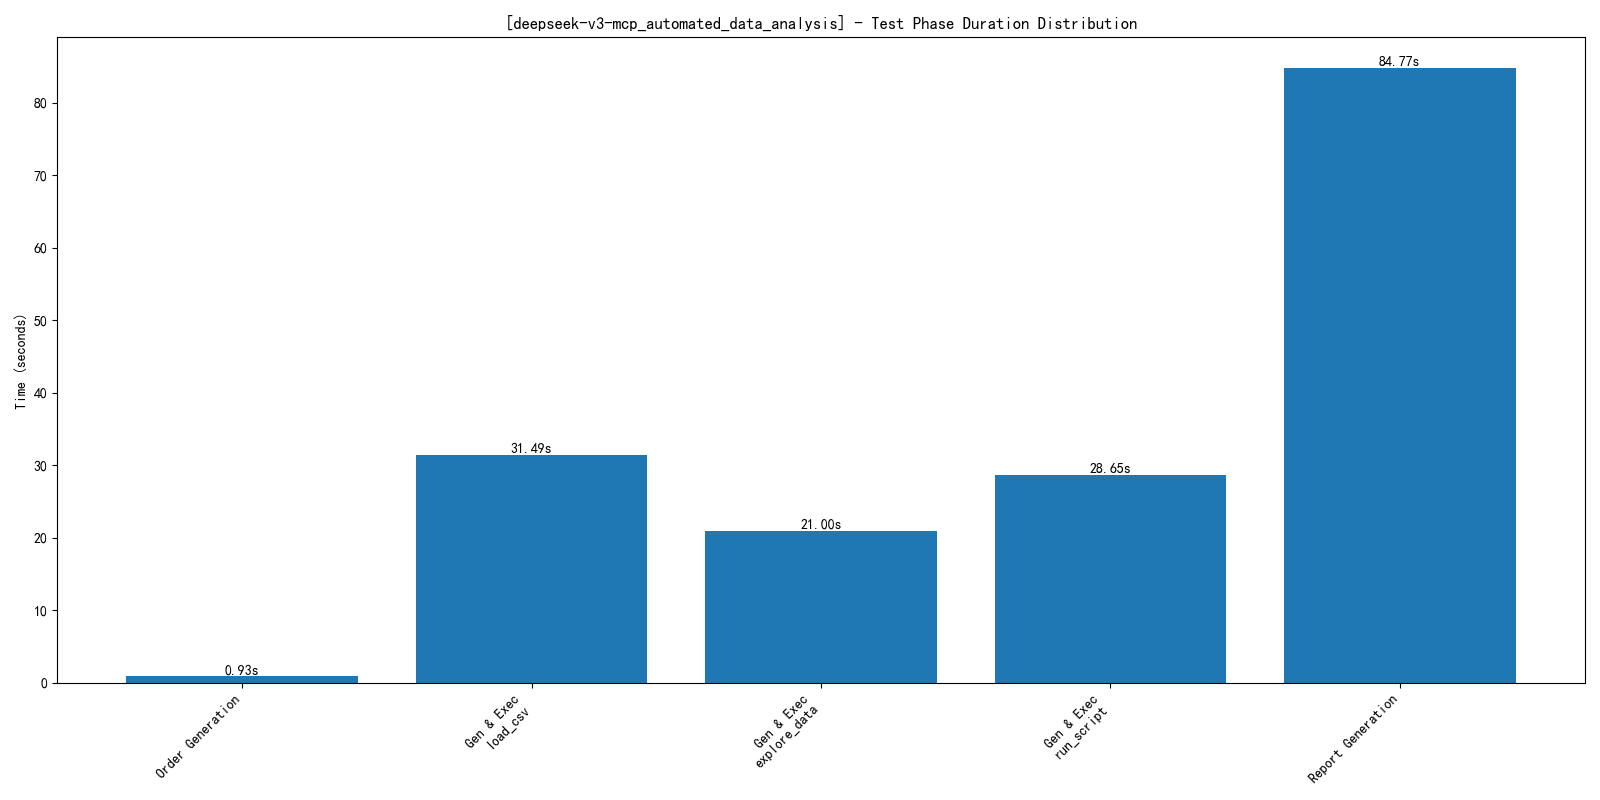 [deepseek-v3-mcp_automated_data_analysis] - Test Phase Duration Distribution
Time (seconds)
80
70
60
50
40
30
20
10
0
0.93s
31.49s
21.00s
28.65s
84.77s
Order Generation
Gen & Exec
load_csv
Gen & Exec
explore_data
Gen & Exec
run_script
Report Generation